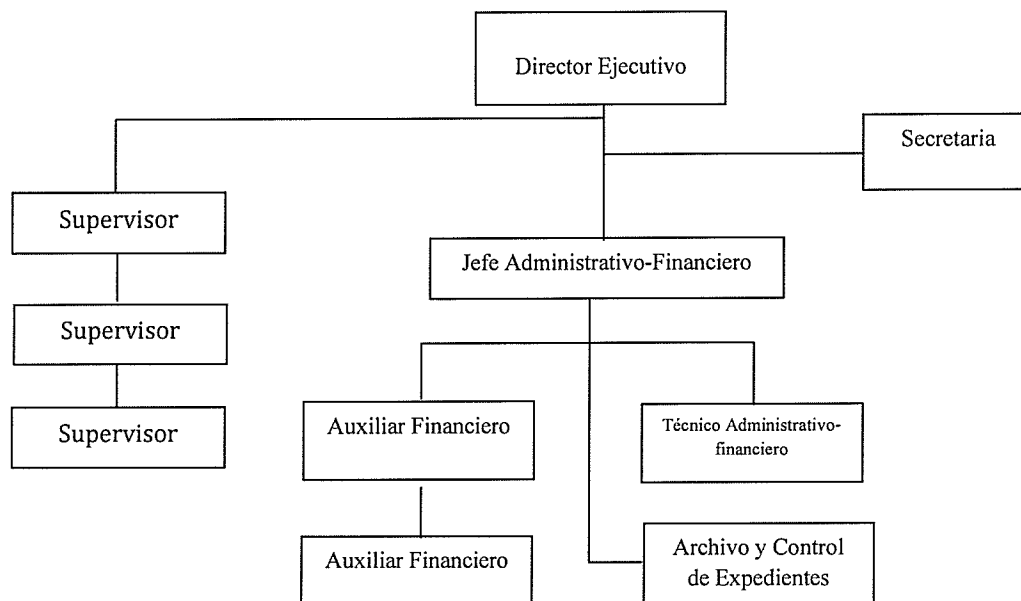 Director Ejecutivo
Secretaria
Supervisor
Jefe Administrativo-Financiero
Supervisor
Supervisor
Auxiliar Financiero
Técnico Administrativo-
financiero
Auxiliar Financiero
Archivo y Control
de Expedientes